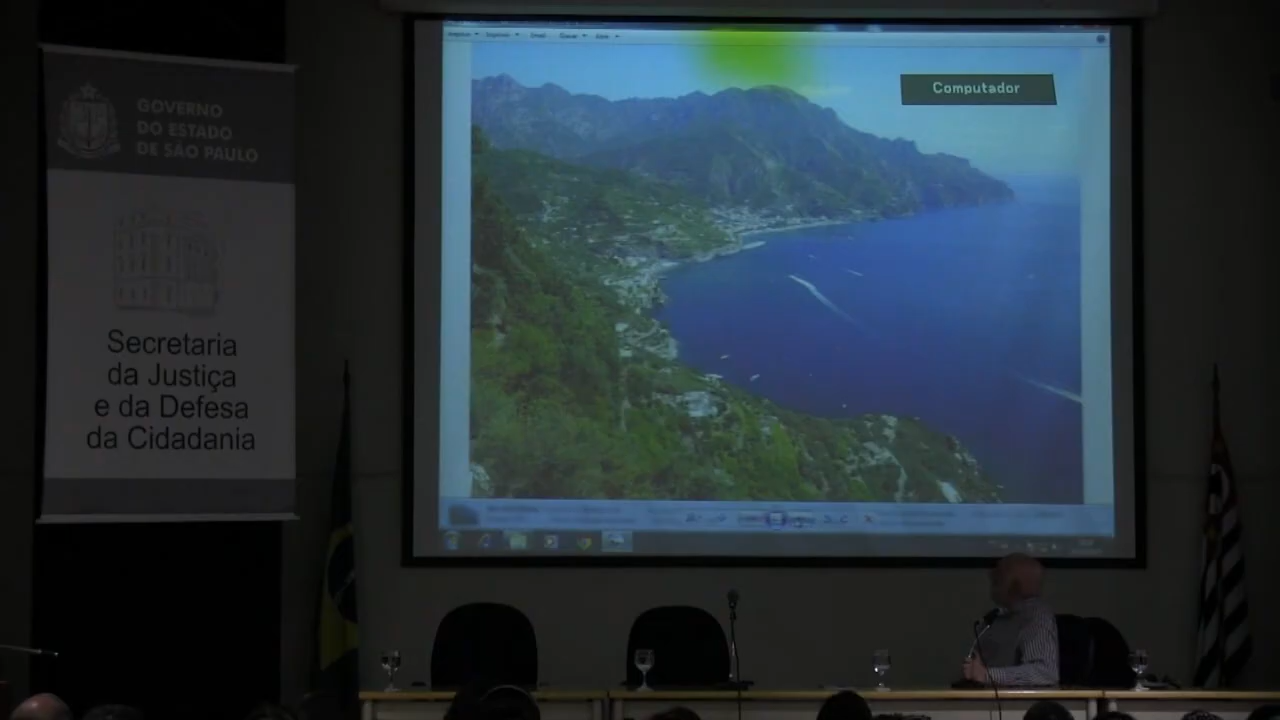 GOVERNO
DO ESTADO
DE SÃO PAULO
Secretaria
da Justiça
e da Defesa
da Cidadania
Computador